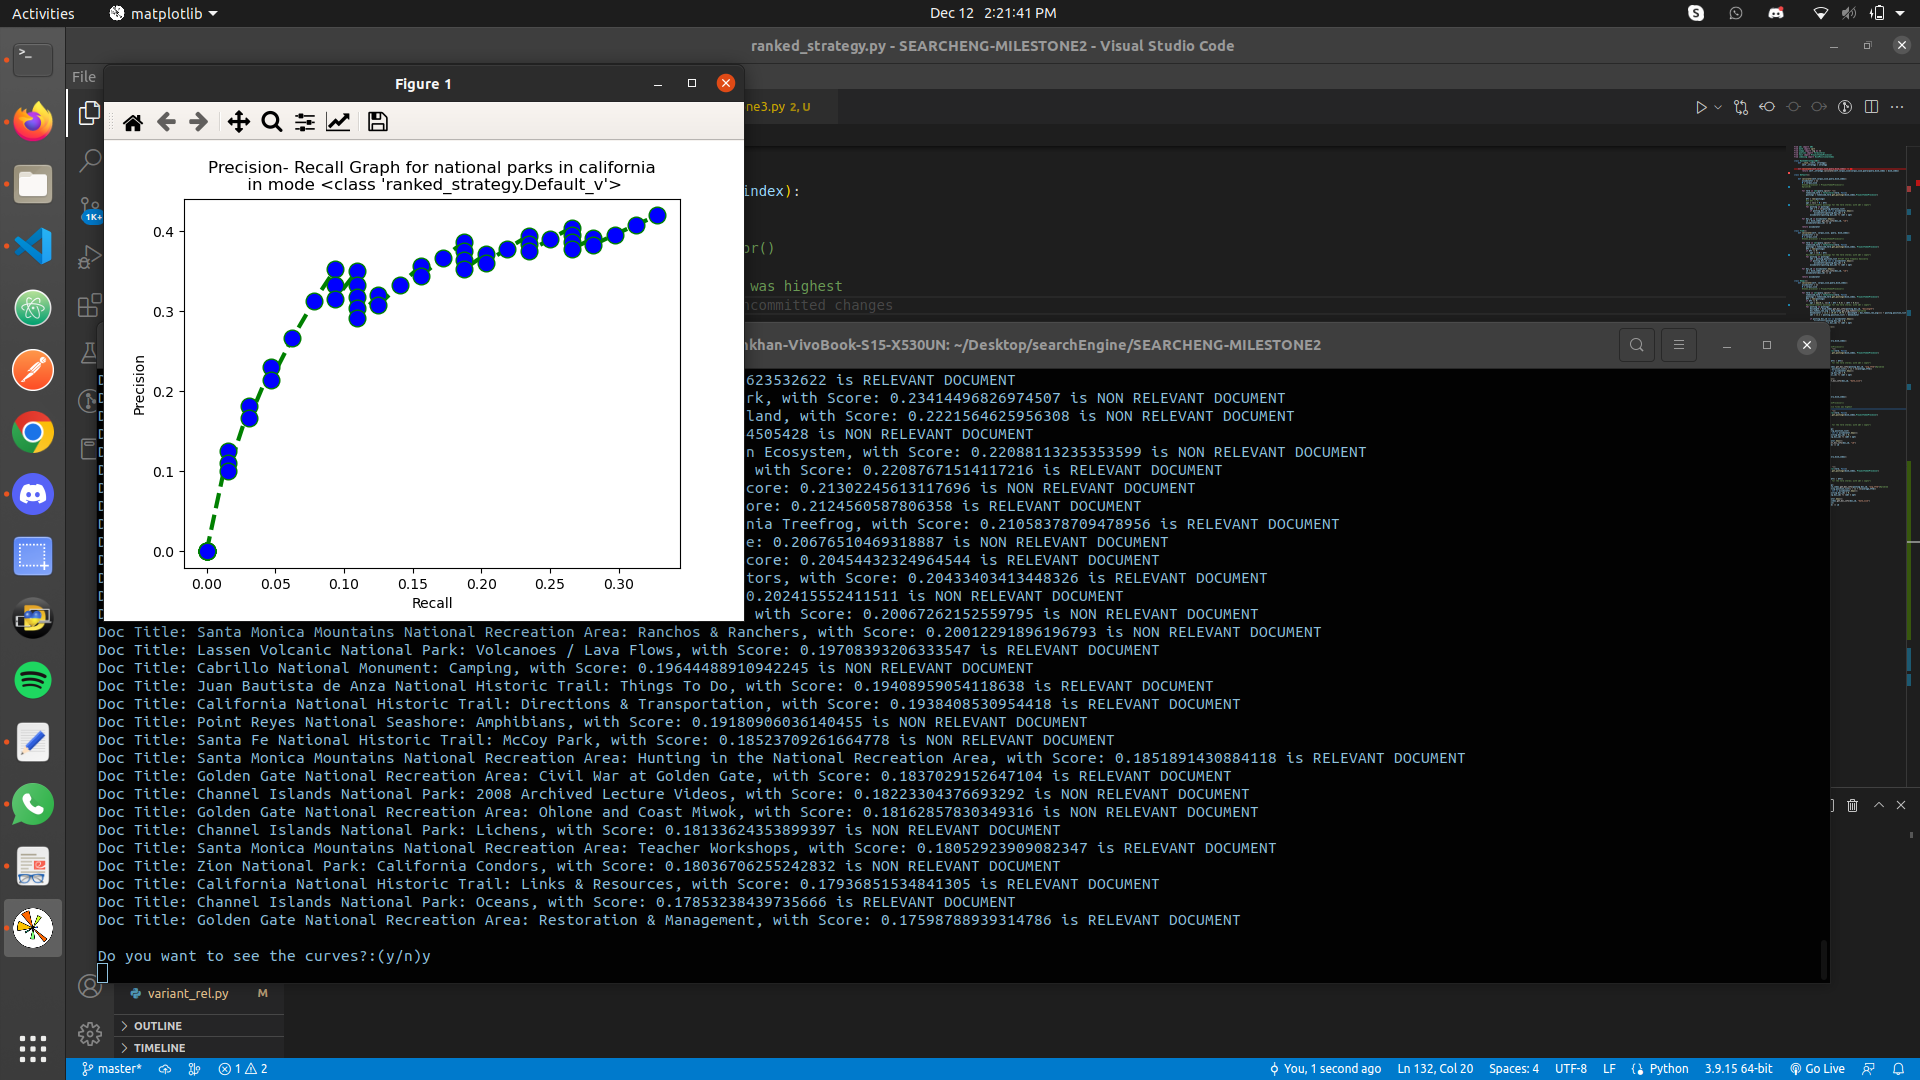 Activities
matplotlib
Dec 12 2:21:41 PM
ranked_strategy.py - SEARCHENG-MILESTONE2 - Visual Studio Code
File
Figure 1
ne3.py 2, U
Precision- Recall Graph for national parks in california
in mode <class 'ranked_strategy.Default_v'>
0.4
0.3
0.2
0.1
0.0
Precision
0.00 0.05 0.10 0.15 0.20 0.25 0.30
Recall
1K+
index):
or()
was highest
ncommitted changes
nkhan-VivoBook-S15-X530UN: ~/Desktop/searchEngine/SEARCHENG-MILESTONE2
623532622 is RELEVANT DOCUMENT
rk, with Score: 0.23414496826974507 is NON RELEVANT DOCUMENT
land, with Score: 0.2221564625956308 is NON RELEVANT DOCUMENT
4505428 is NON RELEVANT DOCUMENT
n Ecosystem, with Score: 0.22088113235353599 is NON RELEVANT DOCUMENT
with Score: 0.22087671514117216 is RELEVANT DOCUMENT
core: 0.21302245613117696 is NON RELEVANT DOCUMENT
ore: 0.2124560587806358 is RELEVANT DOCUMENT
nia Treefrog, with Score: 0.21058378709478956 is RELEVANT DOCUMENT
e: 0.20676510469318887 is NON RELEVANT DOCUMENT
core: 0.20454432324964544 is RELEVANT DOCUMENT
tors, with Score: 0.20433403413448326 is NON RELEVANT DOCUMENT
0.202415552411511 is NON RELEVANT DOCUMENT
with Score: 0.20067262152559795 is NON RELEVANT DOCUMENT
Doc Title: Santa Monica Mountains National Recreation Area: Ranchos & Ranchers, with Score: 0.20012291896196793 is NON RELEVANT DOCUMENT
Doc Title: Lassen Volcanic National Park: Volcanoes / Lava Flows, with Score: 0.19708393206333547 is RELEVANT DOCUMENT
Doc Title: Cabrillo National Monument: Camping, with Score: 0.19644488910942245 is NON RELEVANT DOCUMENT
Doc Title: Juan Bautista de Anza National Historic Trail: Things To Do, with Score: 0.19408959054118638 is RELEVANT DOCUMENT
Doc Title: California National Historic Trail: Directions & Transportation, with Score: 0.1938408530954418 is RELEVANT DOCUMENT
Doc Title: Point Reyes National Seashore: Amphibians, with Score: 0.19180906036140455 is NON RELEVANT DOCUMENT
Doc Title: Santa Fe National Historic Trail: McCoy Park, with Score: 0.18523709261664778 is NON RELEVANT DOCUMENT
Doc Title: Santa Monica Mountains National Recreation Area: Hunting in the National Recreation Area, with Score: 0.1851891430884118 is RELEVANT DOCUMENT
Doc Title: Golden Gate National Recreation Area: Civil War at Golden Gate, with Score: 0.1837029152647104 is RELEVANT DOCUMENT
Doc Title: Channel Islands National Park: 2008 Archived Lecture Videos, with Score: 0.18223304376693292 is RELEVANT DOCUMENT
Doc Title: Golden Gate National Recreation Area: Ohlone and Coast Miwok, with Score: 0.18162857830349316 is RELEVANT DOCUMENT
Doc Title: Channel Islands National Park: Lichens, with Score: 0.18133624353899397 is NON RELEVANT DOCUMENT
Doc Title: Santa Monica Mountains National Recreation Area: Teacher Workshops, with Score: 0.18052923909082347 is RELEVANT DOCUMENT
Doc Title: Zion National Park: California Condors, with Score: 0.18036706255242832 is NON RELEVANT DOCUMENT
Doc Title: California National Historic Trail: Links & Resources, with Score: 0.17936851534841305 is RELEVANT DOCUMENT
Doc Title: Channel Islands National Park: Oceans, with Score: 0.17853238439735666 is RELEVANT DOCUMENT
Doc Title: Golden Gate National Recreation Area: Restoration & Management, with Score: 0.17598788939314786 is RELEVANT DOCUMENT
Do you want to see the curves?:(y/n)y
variant_rel.py M
OUTLINE
TIMELINE
master* 1 2 You, 1 second ago Ln 132, Col 20 Spaces: 4 UTF-8 LF Python 3.9.15 64-bit Go Live